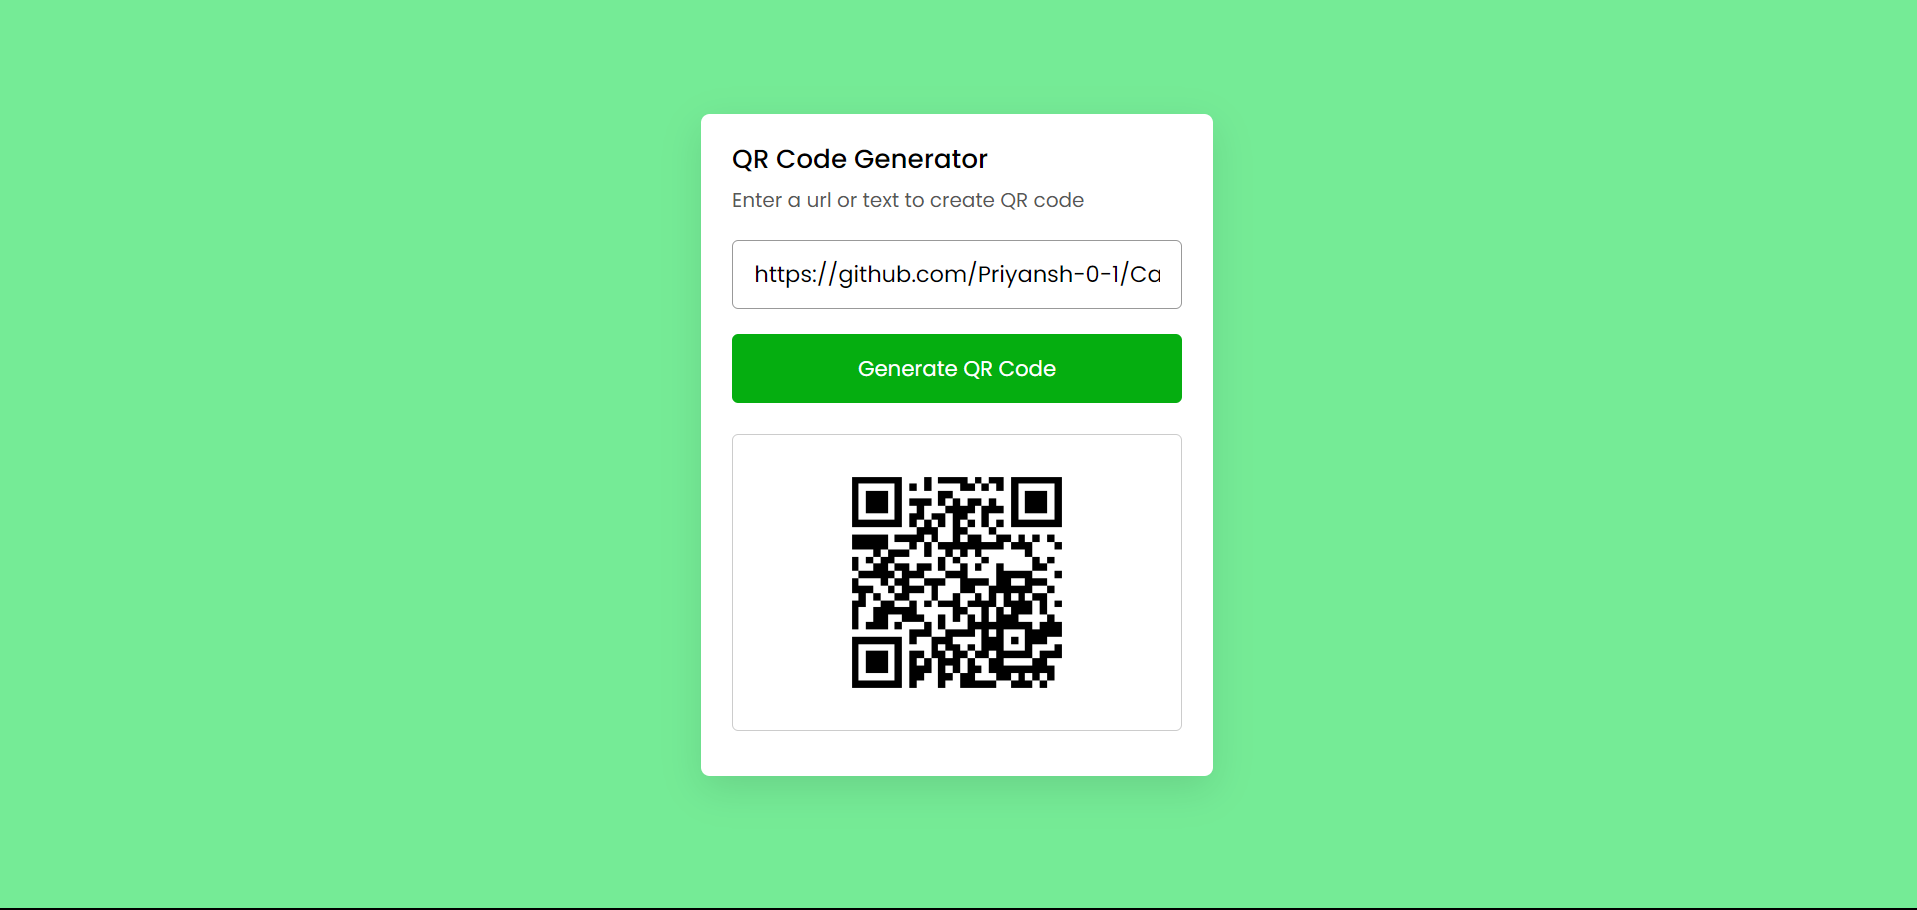 QR Code Generator
Enter a url or text to create QR code
https://github.com/Priyansh-0-1/Ca
Generate QR Code